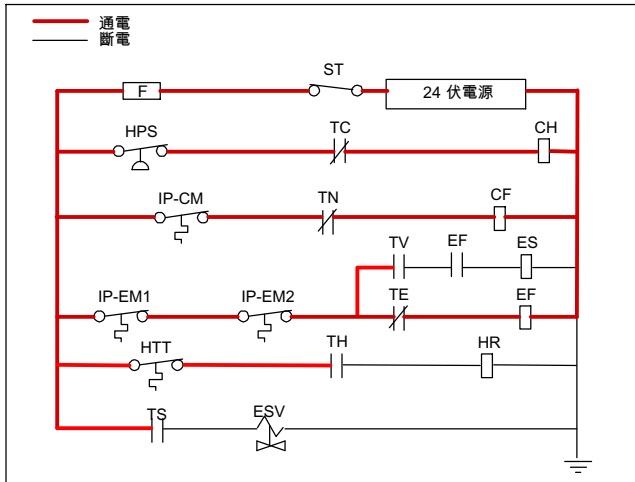 通電
斷電
F
ST
24 伏電源
HPS
TC
CH
IP-CM
TN
CF
TV
EF
ES
IP-EM1
IP-EM2
TE
EF
HTT
TH
HR
TS
ESV